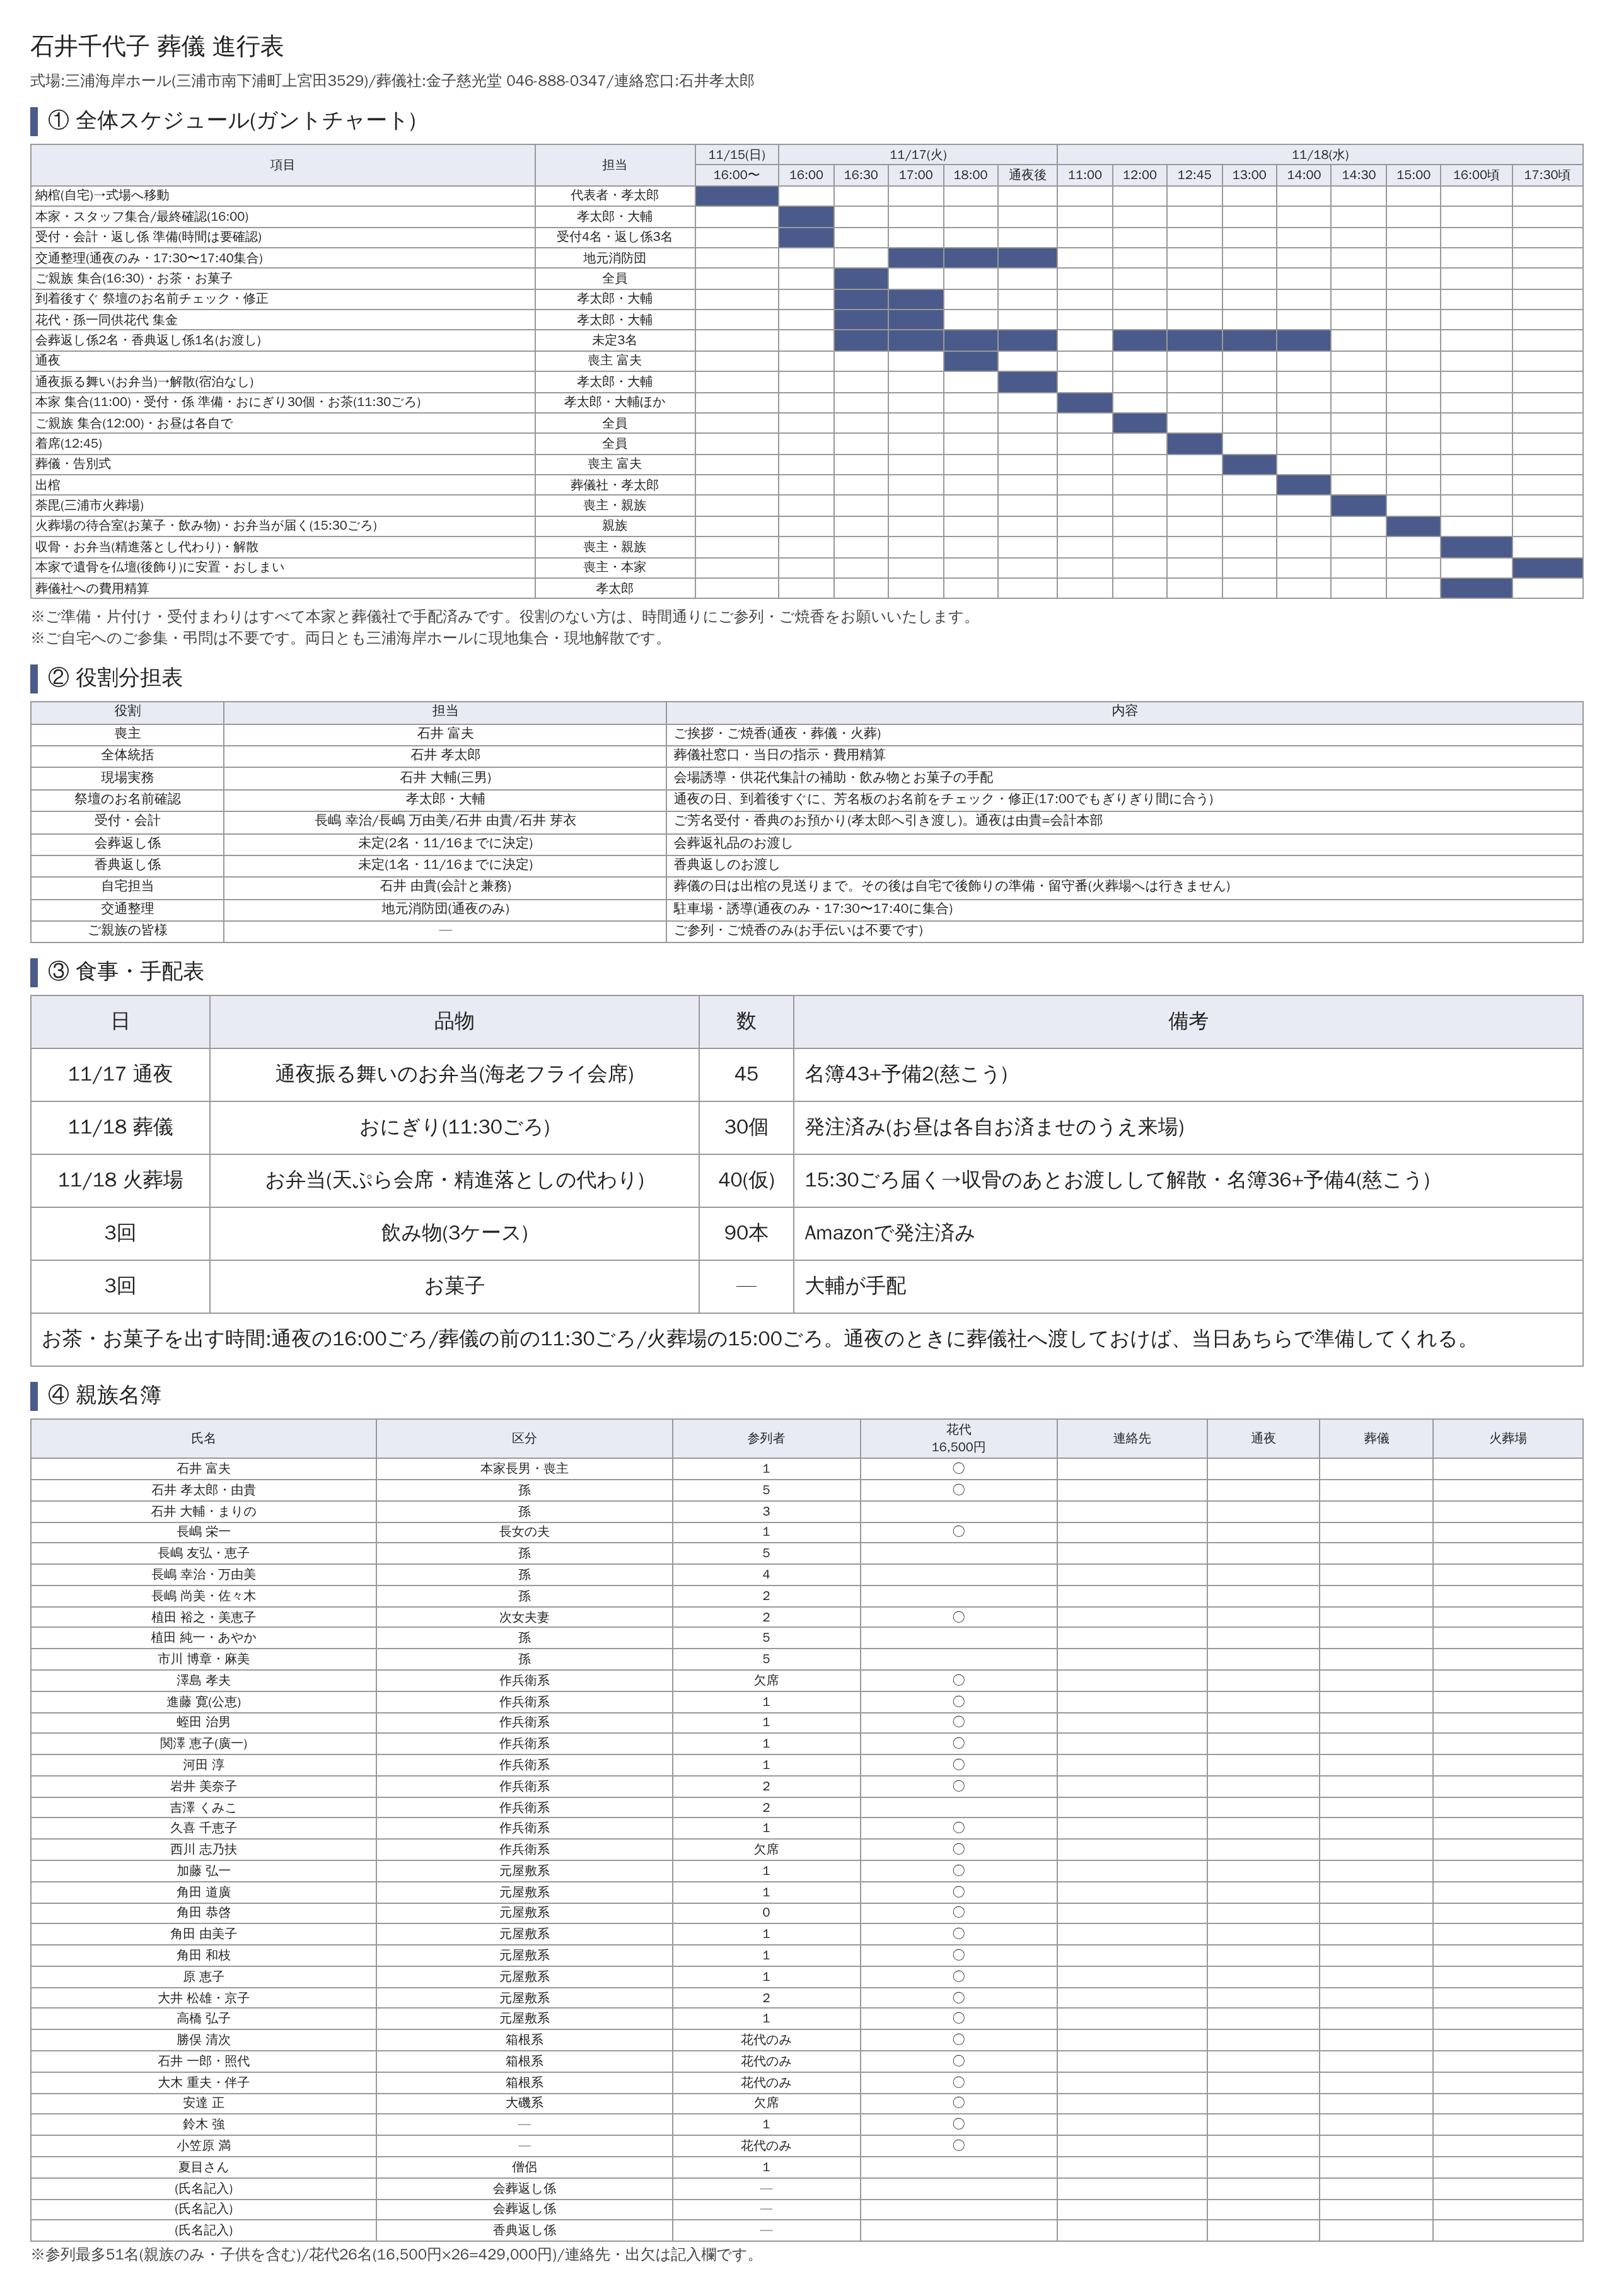 石井千代子 葬儀 進行表
式場:三浦海岸ホール(三浦市南下浦町上宮田3529)/葬儀社:金子慈光堂 046-888-0347/連絡窓口:石井孝太郎
① 全体スケジュール(ガントチャート)
項目 担当 11/15(日) 11/17(火) 11/18(水)
16:00〜 16:00 16:30 17:00 18:00 通夜後 11:00 12:00 12:45 13:00 14:00 14:30 15:00 16:00頃 17:30頃
納棺(自宅)→式場へ移動 代表者・孝太郎
本家・スタッフ集合/最終確認(16:00) 孝太郎・大輔
受付・会計・返し係 準備(時間は要確認) 受付4名・返し係3名
交通整理(通夜のみ・17:30〜17:40集合) 地元消防団
ご親族 集合(16:30)・お茶・お菓子 全員
到着後すぐ 祭壇のお名前チェック・修正 孝太郎・大輔
花代・孫一同供花代 集金 孝太郎・大輔
会葬返し係2名・香典返し係1名(お渡し) 未定3名
通夜 喪主 富夫
通夜振る舞い(お弁当)→解散(宿泊なし) 孝太郎・大輔
本家 集合(11:00)・受付・係 準備・おにぎり30個・お茶(11:30ごろ) 孝太郎・大輔ほか
ご親族 集合(12:00)・お昼は各自で 全員
着席(12:45) 全員
葬儀・告別式 喪主 富夫
出棺 葬儀社・孝太郎
荼毘(三浦市火葬場) 喪主・親族
火葬場の待合室(お菓子・飲み物)・お弁当が届く(15:30ごろ) 親族
収骨・お弁当(精進落とし代わり)・解散 喪主・親族
本家で遺骨を仏壇(後飾り)に安置・おしまい 喪主・本家
葬儀社への費用精算 孝太郎
※ご準備・片付け・受付まわりはすべて本家と葬儀社で手配済みです。役割のない方は、時間通りにご参列・ご焼香をお願いいたします。
※ご自宅へのご参集・弔問は不要です。両日とも三浦海岸ホールに現地集合・現地解散です。
② 役割分担表
役割 担当 内容
喪主 石井 富夫 ご挨拶・ご焼香(通夜・葬儀・火葬)
全体統括 石井 孝太郎 葬儀社窓口・当日の指示・費用精算
現場実務 石井 大輔(三男) 会場誘導・供花代集計の補助・飲み物とお菓子の手配
祭壇のお名前確認 孝太郎・大輔 通夜の日、到着後すぐに、芳名板のお名前をチェック・修正(17:00でもぎりぎり間に合う)
受付・会計 長嶋 幸治/長嶋 万由美/石井 由貴/石井 芽衣 ご芳名受付・香典のお預かり(孝太郎へ引き渡し)。通夜は由貴=会計本部
会葬返し係 未定(2名・11/16までに決定) 会葬返礼品のお渡し
香典返し係 未定(1名・11/16までに決定) 香典返しのお渡し
自宅担当 石井 由貴(会計と兼務) 葬儀の日は出棺の見送りまで。その後は自宅で後飾りの準備・留守番(火葬場へは行きません)
交通整理 地元消防団(通夜のみ) 駐車場・誘導(通夜のみ・17:30〜17:40に集合)
ご親族の皆様 — ご参列・ご焼香のみ(お手伝いは不要です)
③ 食事・手配表
日 品物 数 備考
11/17 通夜 通夜振る舞いのお弁当(海老フライ会席) 45 名簿43+予備2(慈こう)
11/18 葬儀 おにぎり(11:30ごろ) 30個 発注済み(お昼は各自お済ませのうえ来場)
11/18 火葬場 お弁当(天ぷら会席・精進落としの代わり) 40(仮) 15:30ごろ届く→収骨のあとお渡しして解散・名簿36+予備4(慈こう)
3回 飲み物(3ケース) 90本 Amazonで発注済み
3回 お菓子 — 大輔が手配
お茶・お菓子を出す時間:通夜の16:00ごろ/葬儀の前の11:30ごろ/火葬場の15:00ごろ。通夜のときに葬儀社へ渡しておけば、当日あちらで準備してくれる。
④ 親族名簿
氏名 区分 参列者 花代 16,500円 連絡先 通夜 葬儀 火葬場
石井 富夫 本家長男・喪主 1 〇
石井 孝太郎・由貴 孫 5 〇
石井 大輔・まりの 孫 3
長嶋 栄一 長女の夫 1 〇
長嶋 友弘・恵子 孫 5
長嶋 幸治・万由美 孫 4
長嶋 尚美・佐々木 孫 2
植田 裕之・美恵子 次女夫妻 2 〇
植田 純一・あやか 孫 5
市川 博章・麻美 孫 5
澤島 孝夫 作兵衛系 欠席 〇
進藤 寛(公恵) 作兵衛系 1 〇
蛭田 治男 作兵衛系 1 〇
関澤 恵子(廣一) 作兵衛系 1 〇
河田 淳 作兵衛系 1 〇
岩井 美奈子 作兵衛系 2 〇
吉澤 くみこ 作兵衛系 2
久喜 千恵子 作兵衛系 1 〇
西川 志乃扶 作兵衛系 欠席 〇
加藤 弘一 元屋敷系 1 〇
角田 道廣 元屋敷系 1 〇
角田 恭啓 元屋敷系 0 〇
角田 由美子 元屋敷系 1 〇
角田 和枝 元屋敷系 1 〇
原 恵子 元屋敷系 1 〇
大井 松雄・京子 元屋敷系 2 〇
高橋 弘子 元屋敷系 1 〇
勝俣 清次 箱根系 花代のみ 〇
石井 一郎・照代 箱根系 花代のみ 〇
大木 重夫・伴子 箱根系 花代のみ 〇
安達 正 大磯系 欠席 〇
鈴木 強 — 1 〇
小笠原 満 — 花代のみ 〇
夏目さん 僧侶 1
(氏名記入) 会葬返し係 —
(氏名記入) 会葬返し係 —
(氏名記入) 香典返し係 —
※参列最多51名(親族のみ・子供を含む)/花代26名(16,500円×26=429,000円)/連絡先・出欠は記入欄です。